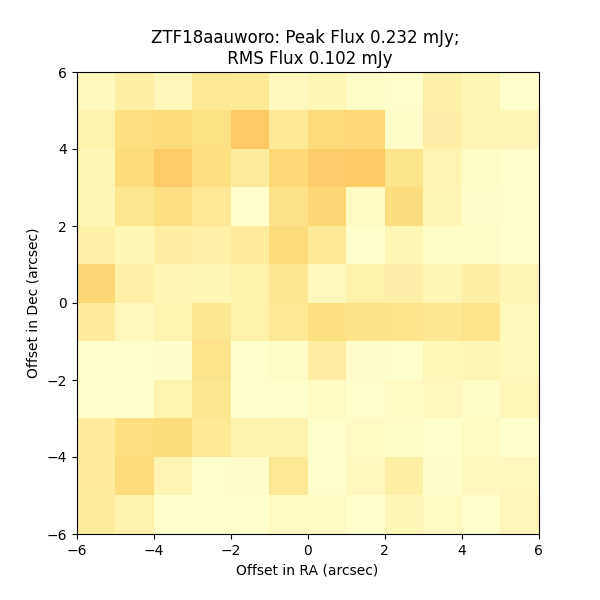 ZTF18aauworo: Peak Flux 0.232 mJy;
RMS Flux 0.102 mJy
6
4
2
0
−2
−4
−6
Offset in Dec (arcsec)
−6 −4 −2 0 2 4 6
Offset in RA (arcsec)